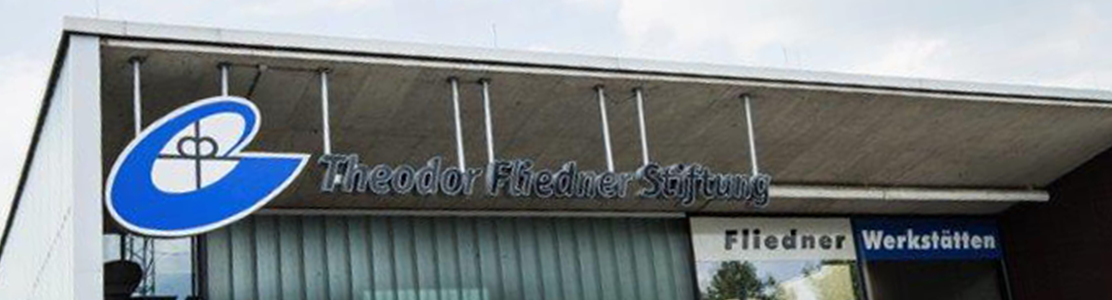 Theodor Fliedner Stiftung
Fliedner Werkstätten